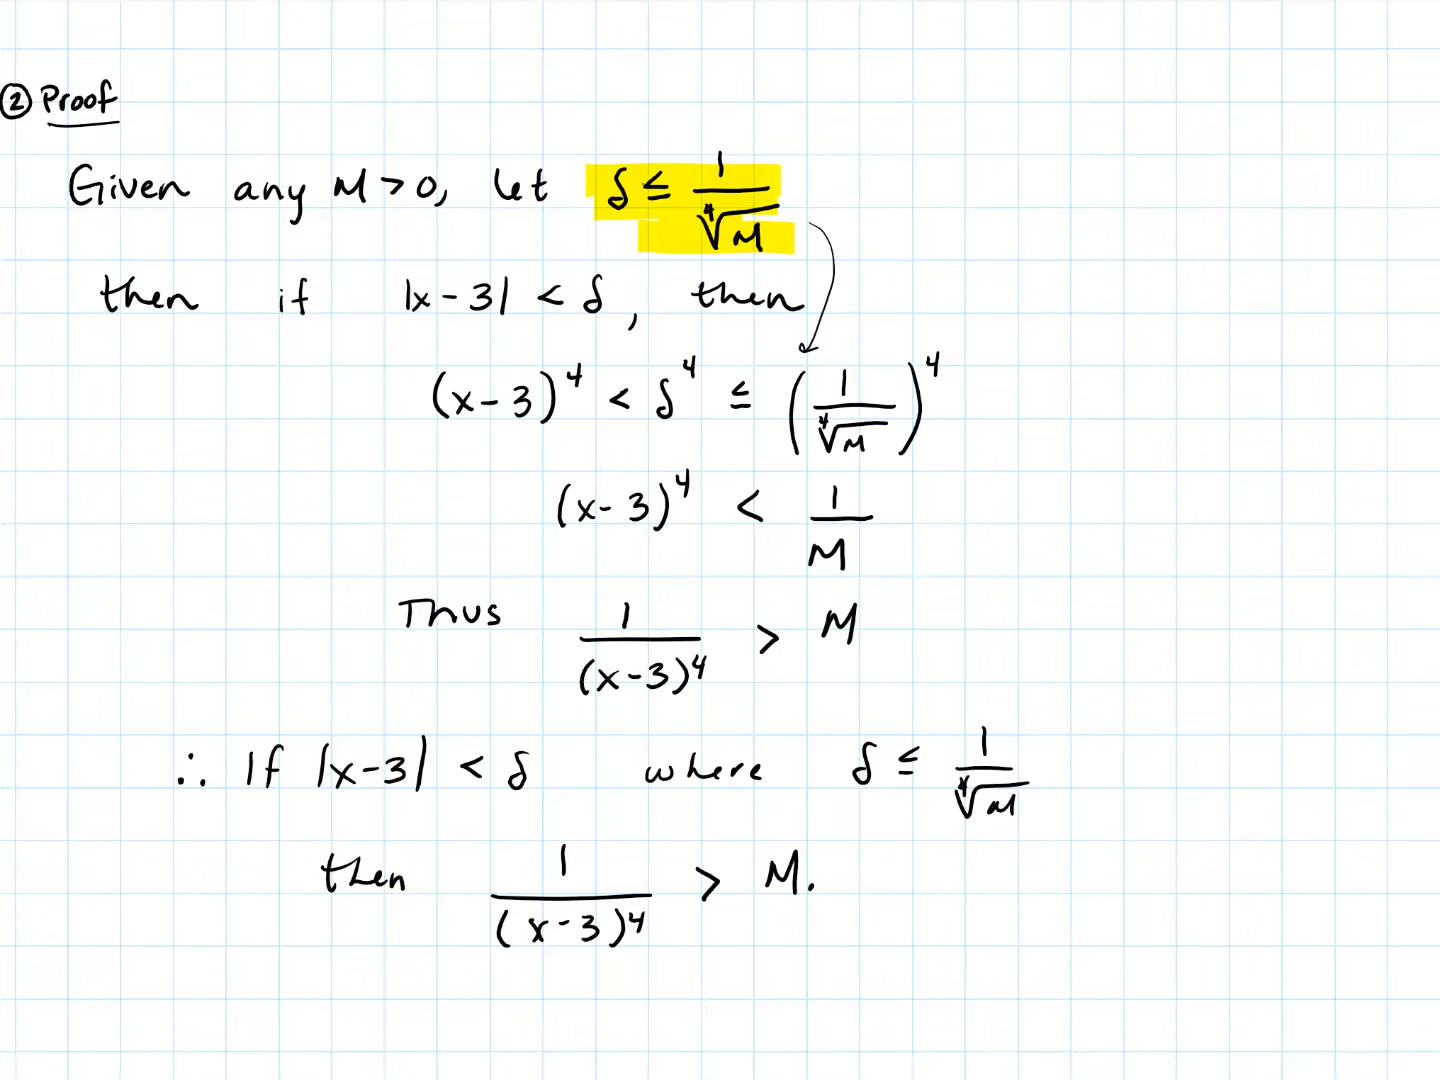 ② Proof
Given any M > 0, let δ ≤ 1/∜M
then if |x - 3| < δ, then
(x - 3)⁴ < δ⁴ ≤ (1/∜M)⁴
(x - 3)⁴ < 1/M
Thus 1/(x - 3)⁴ > M
∴ If |x - 3| < δ where δ ≤ 1/∜M
then 1/(x - 3)⁴ > M.